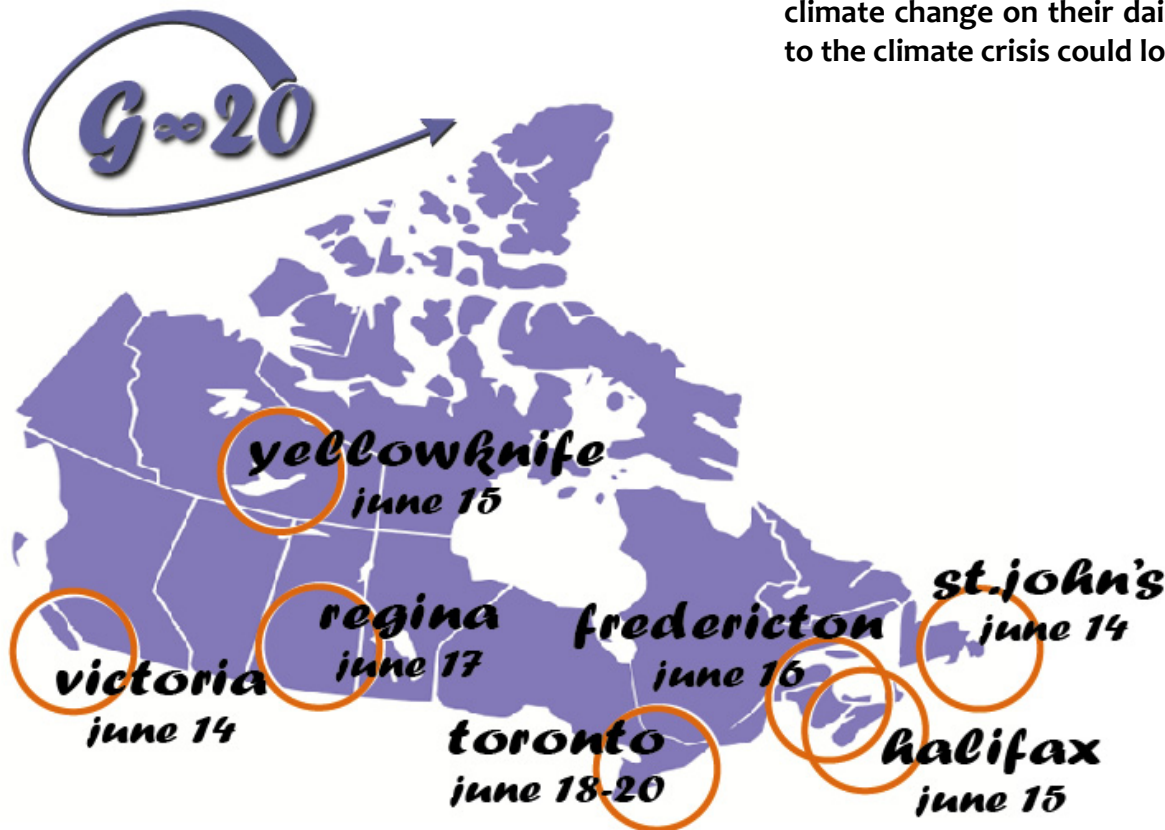 climate change on their dai
to the climate crisis could lo
G∞20
yellowknife
june 15
st.john's
june 14
regina
june 17
fredericton
june 16
victoria
june 14
toronto
june 18-20
halifax
june 15